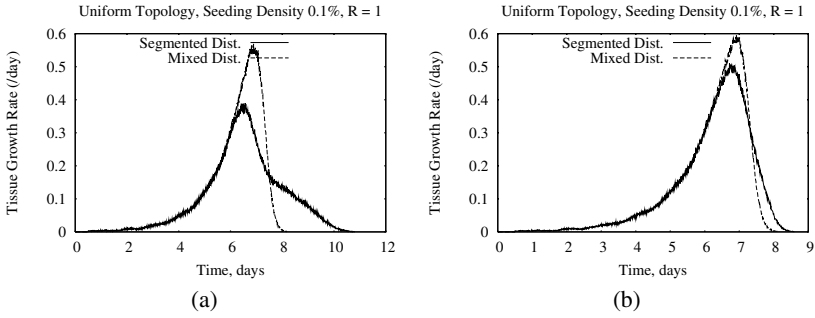 Uniform Topology, Seeding Density 0.1%, R = 1
Segmented Dist.
Mixed Dist.
Tissue Growth Rate (/day)
0.6
0.5
0.4
0.3
0.2
0.1
0
0 2 4 6 8 10 12
Time, days
(a)
Uniform Topology, Seeding Density 0.1%, R = 1
Segmented Dist.
Mixed Dist.
Tissue Growth Rate (/day)
0.6
0.5
0.4
0.3
0.2
0.1
0
0 1 2 3 4 5 6 7 8 9
Time, days
(b)